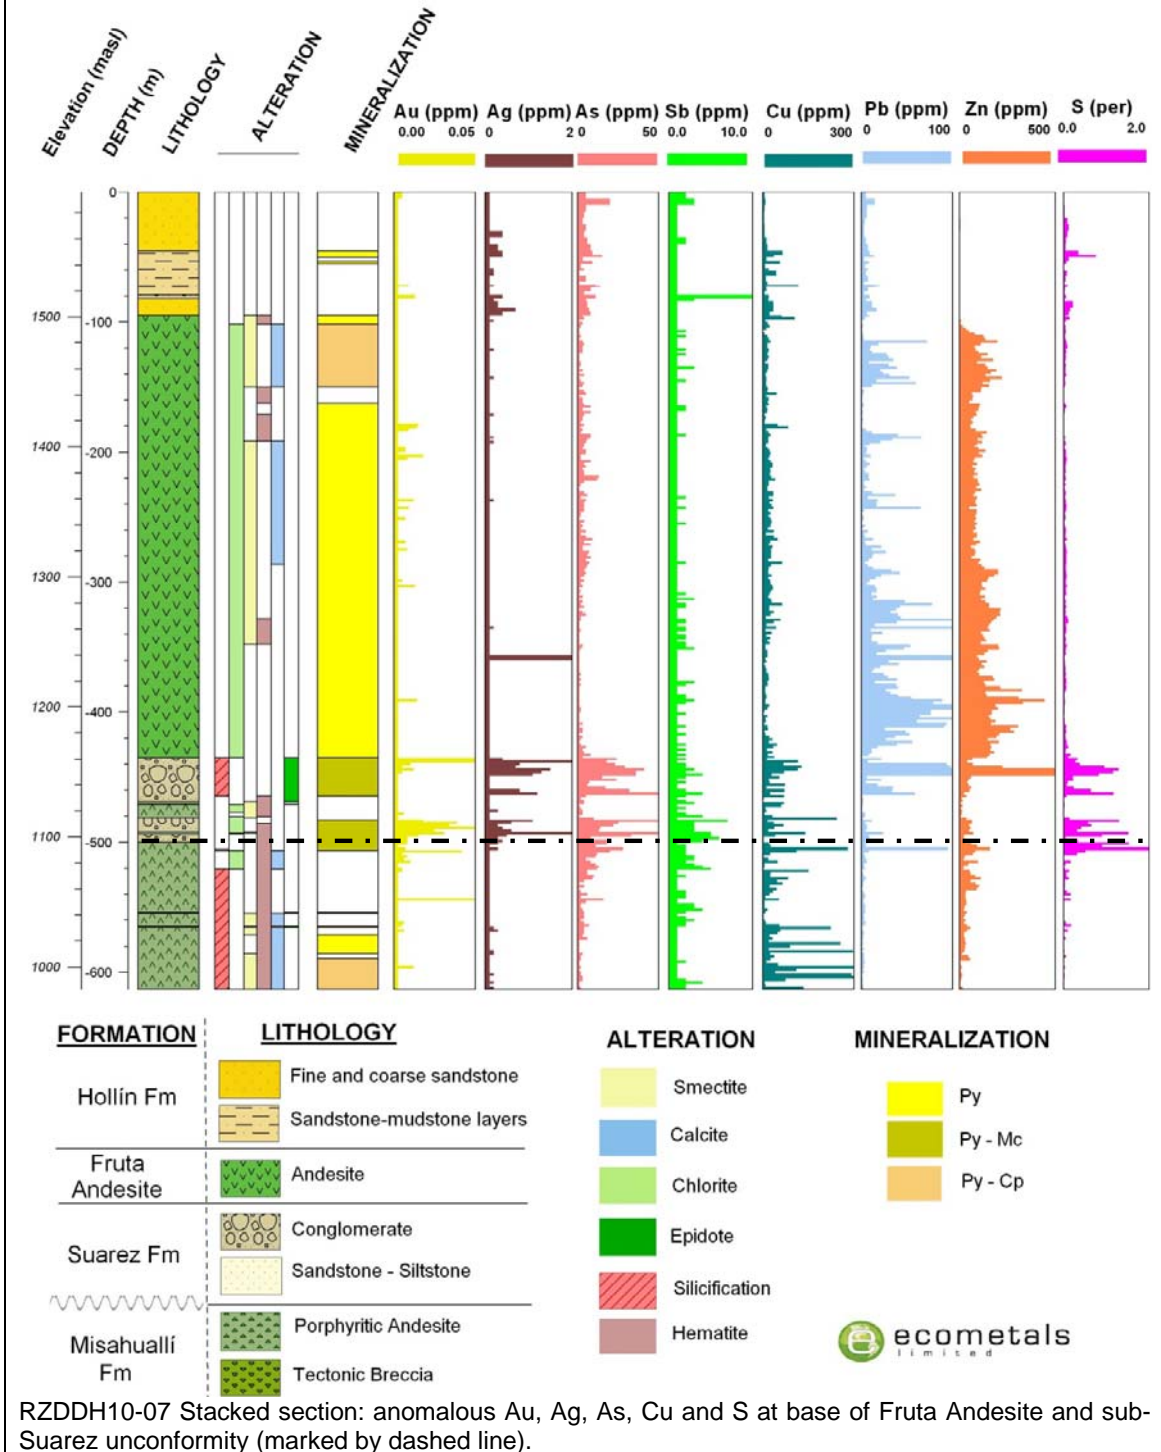 Elevation (masl)
DEPTH (m)
LITHOLOGY
ALTERATION
MINERALIZATION
Au (ppm) Ag (ppm) As (ppm) Sb (ppm) Cu (ppm) Pb (ppm) Zn (ppm) S (per)
0.00 0.05 0 2 0 50 0.0 10.0 0 300 0 100 0 500 0.0 2.0
0
1500
-100
1400
-200
1300
-300
1200
-400
1100
-500
1000
-600
FORMATION
LITHOLOGY
ALTERATION
MINERALIZATION
Hollín Fm
Fine and coarse sandstone
Sandstone-mudstone layers
Fruta
Andesite
Andesite
Suarez Fm
Conglomerate
Sandstone - Siltstone
Misahuallí
Fm
Porphyritic Andesite
Tectonic Breccia
Smectite
Calcite
Chlorite
Epidote
Silicification
Hematite
Py
Py - Mc
Py - Cp
e ecometals
limited
RZDDH10-07 Stacked section: anomalous Au, Ag, As, Cu and S at base of Fruta Andesite and sub-
Suarez unconformity (marked by dashed line).